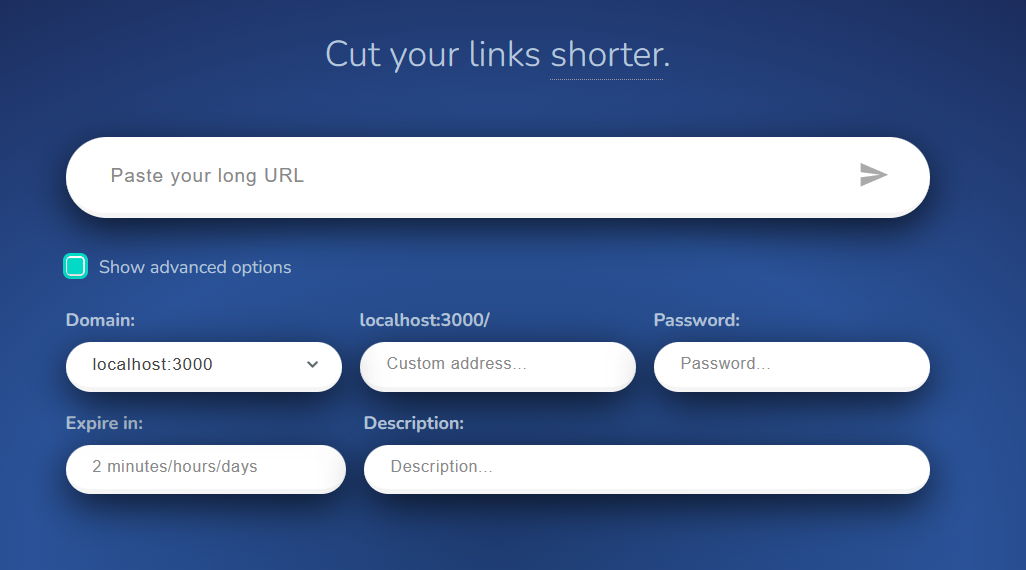 Cut your links shorter.
Paste your long URL
Show advanced options
Domain: localhost:3000/ Password:
localhost:3000 Custom address... Password...
Expire in: Description:
2 minutes/hours/days Description...